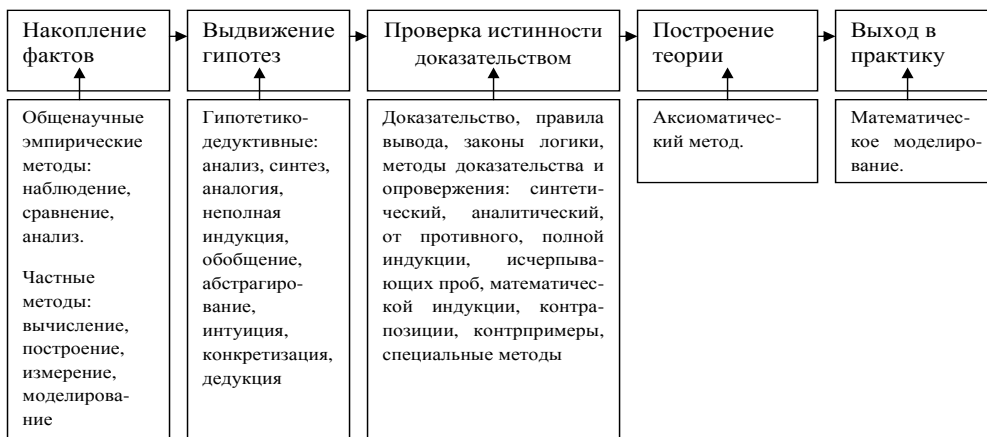 Накопление
фактов
Выдвижение
гипотез
Проверка истинности
доказательством
Построение
теории
Выход в
практику
Общенаучные
эмпирические
методы:
наблюдение,
сравнение,
анализ.
Частные
методы:
вычисление,
построение,
измерение,
моделирова-
ние
Гипотетико-
дедуктивные:
анализ, синтез,
аналогия,
неполная
индукция,
обобщение,
абстрагиро-
вание,
интуиция,
конкретизация,
дедукция
Доказательство, правила
вывода, законы логики,
методы доказательства и
опровержения: синтети-
ческий, аналитический,
от противного, полной
индукции, исчерпываю-
щих проб, математичес-
кой индукции, контра-
позиции, контрпримеры,
специальные методы
Аксиоматичес-
кий метод.
Математичес-
кое моделиро-
вание.